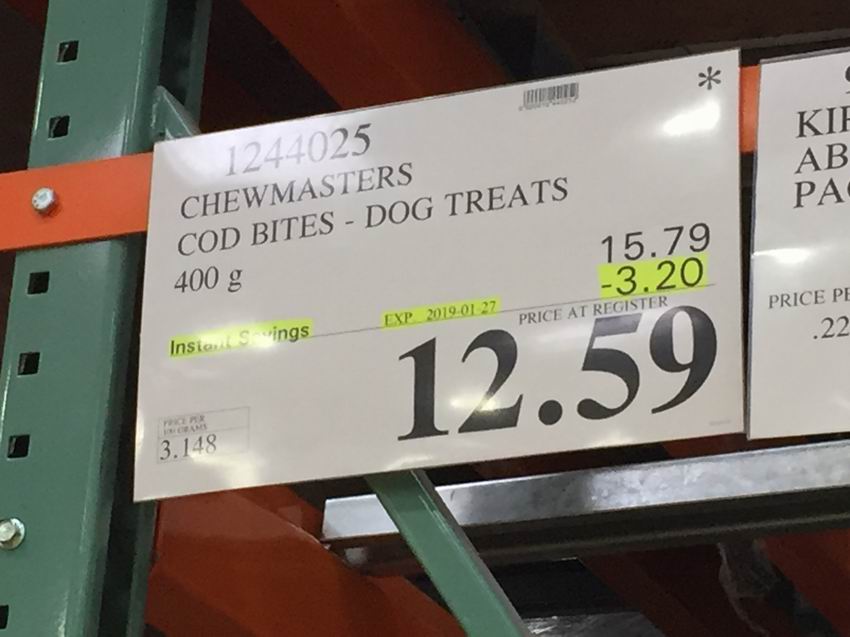 *
1244025
CHEWMASTERS
COD BITES - DOG TREATS
400 g
15.79
-3.20
Instant Savings
EXP. 2019-01-27
PRICE AT REGISTER
12.59
PRICE PER
100 GRAMS
3.148
KIR
AB
PAC
PRICE PE
.22